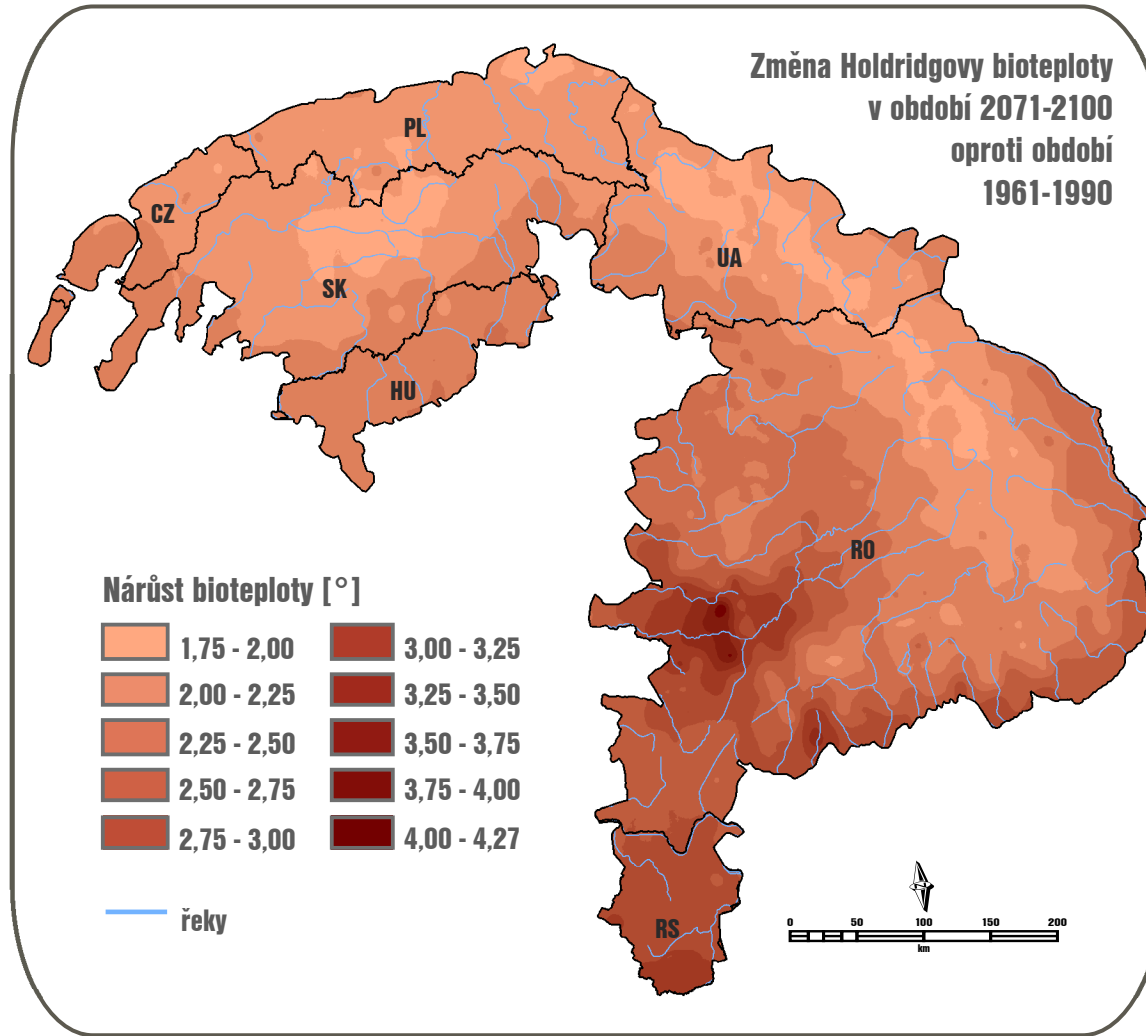 Změna Holdridgovy bioteploty
v období 2071-2100
oproti období
1961-1990
PL
CZ
UA
SK
HU
RO
RS
Nárůst bioteploty [°]
1,75 - 2,00
2,00 - 2,25
2,25 - 2,50
2,50 - 2,75
2,75 - 3,00
3,00 - 3,25
3,25 - 3,50
3,50 - 3,75
3,75 - 4,00
4,00 - 4,27
řeky
0 50 100 150 200
km